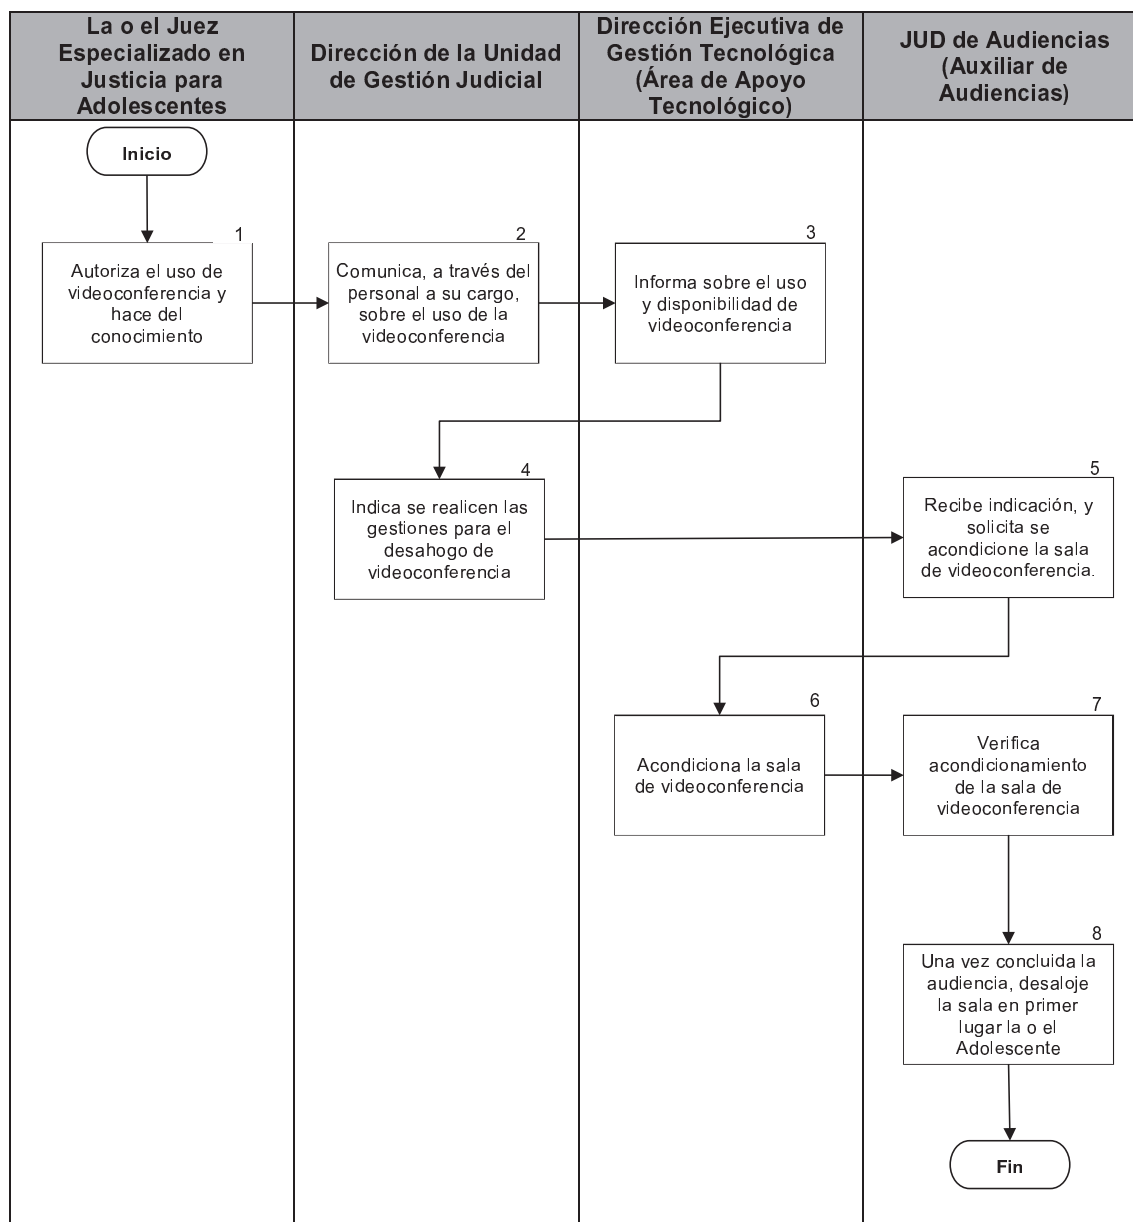 La o el Juez
Especializado en
Justicia para
Adolescentes
Dirección de la Unidad
de Gestión Judicial
Dirección Ejecutiva de
Gestión Tecnológica
(Área de Apoyo
Tecnológico)
JUD de Audiencias
(Auxiliar de
Audiencias)
Inicio
1
Autoriza el uso de
videoconferencia y
hace del
conocimiento
2
Comunica, a través del
personal a su cargo,
sobre el uso de la
videoconferencia
3
Informa sobre el uso
y disponibilidad de
videoconferencia
4
Indica se realicen las
gestiones para el
desahogo de
videoconferencia
5
Recibe indicación, y
solicita se
acondicione la sala
de videoconferencia.
6
Acondiciona la sala
de videoconferencia
7
Verifica
acondicionamiento
de la sala de
videoconferencia
8
Una vez concluida la
audiencia, desaloje
la sala en primer
lugar la o el
Adolescente
Fin